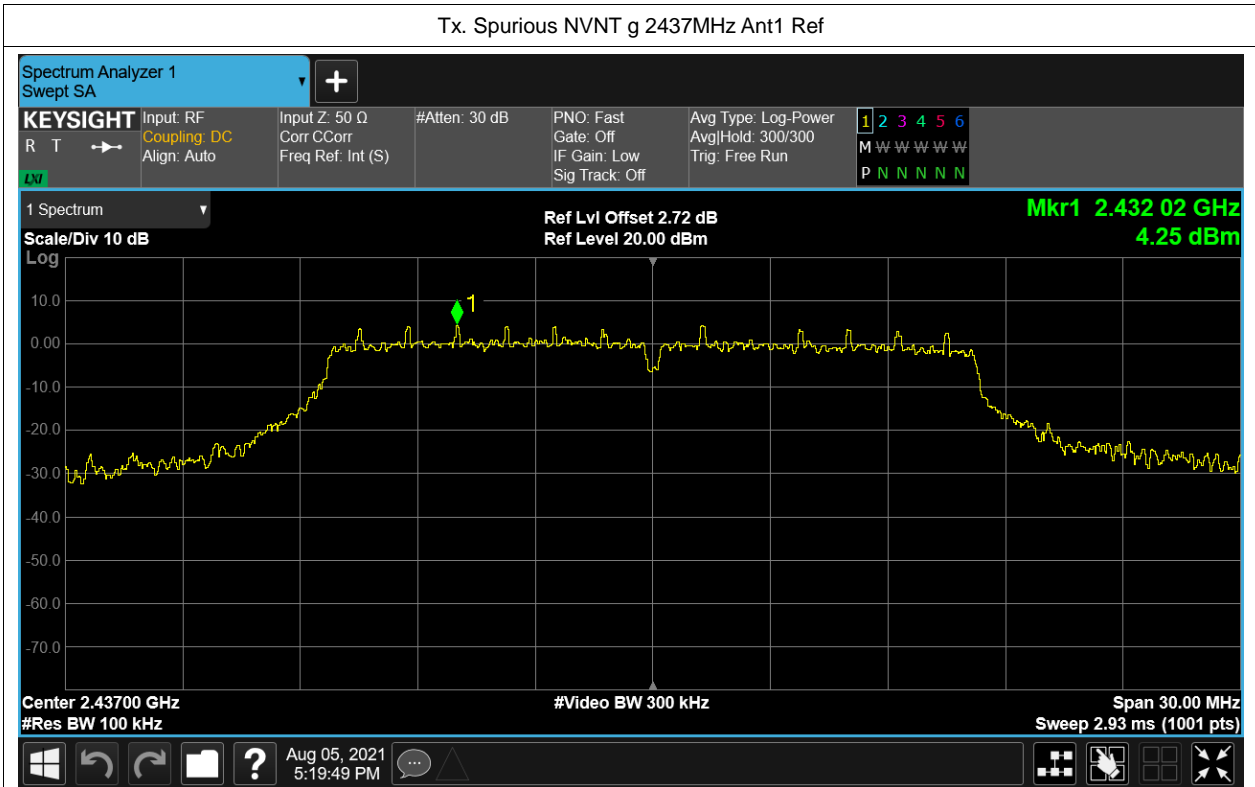 Tx. Spurious NVNT g 2437MHz Ant1 Ref
Spectrum Analyzer 1
Swept SA
KEYSIGHT
R T
LXI
Input: RF
Coupling: DC
Align: Auto
Input Z: 50 Ω
Corr CCorr
Freq Ref: Int (S)
#Atten: 30 dB
PNO: Fast
Gate: Off
IF Gain: Low
Sig Track: Off
Avg Type: Log-Power
Avg|Hold: 300/300
Trig: Free Run
1 2 3 4 5 6
M W W W W W W
P N N N N N
1 Spectrum
Scale/Div 10 dB
Ref Lvl Offset 2.72 dB
Ref Level 20.00 dBm
Mkr1 2.432 02 GHz
4.25 dBm
Log
10.0
0.00
-10.0
-20.0
-30.0
-40.0
-50.0
-60.0
-70.0
1
Center 2.43700 GHz
#Res BW 100 kHz
#Video BW 300 kHz
Span 30.00 MHz
Sweep 2.93 ms (1001 pts)
?
Aug 05, 2021
5:19:49 PM